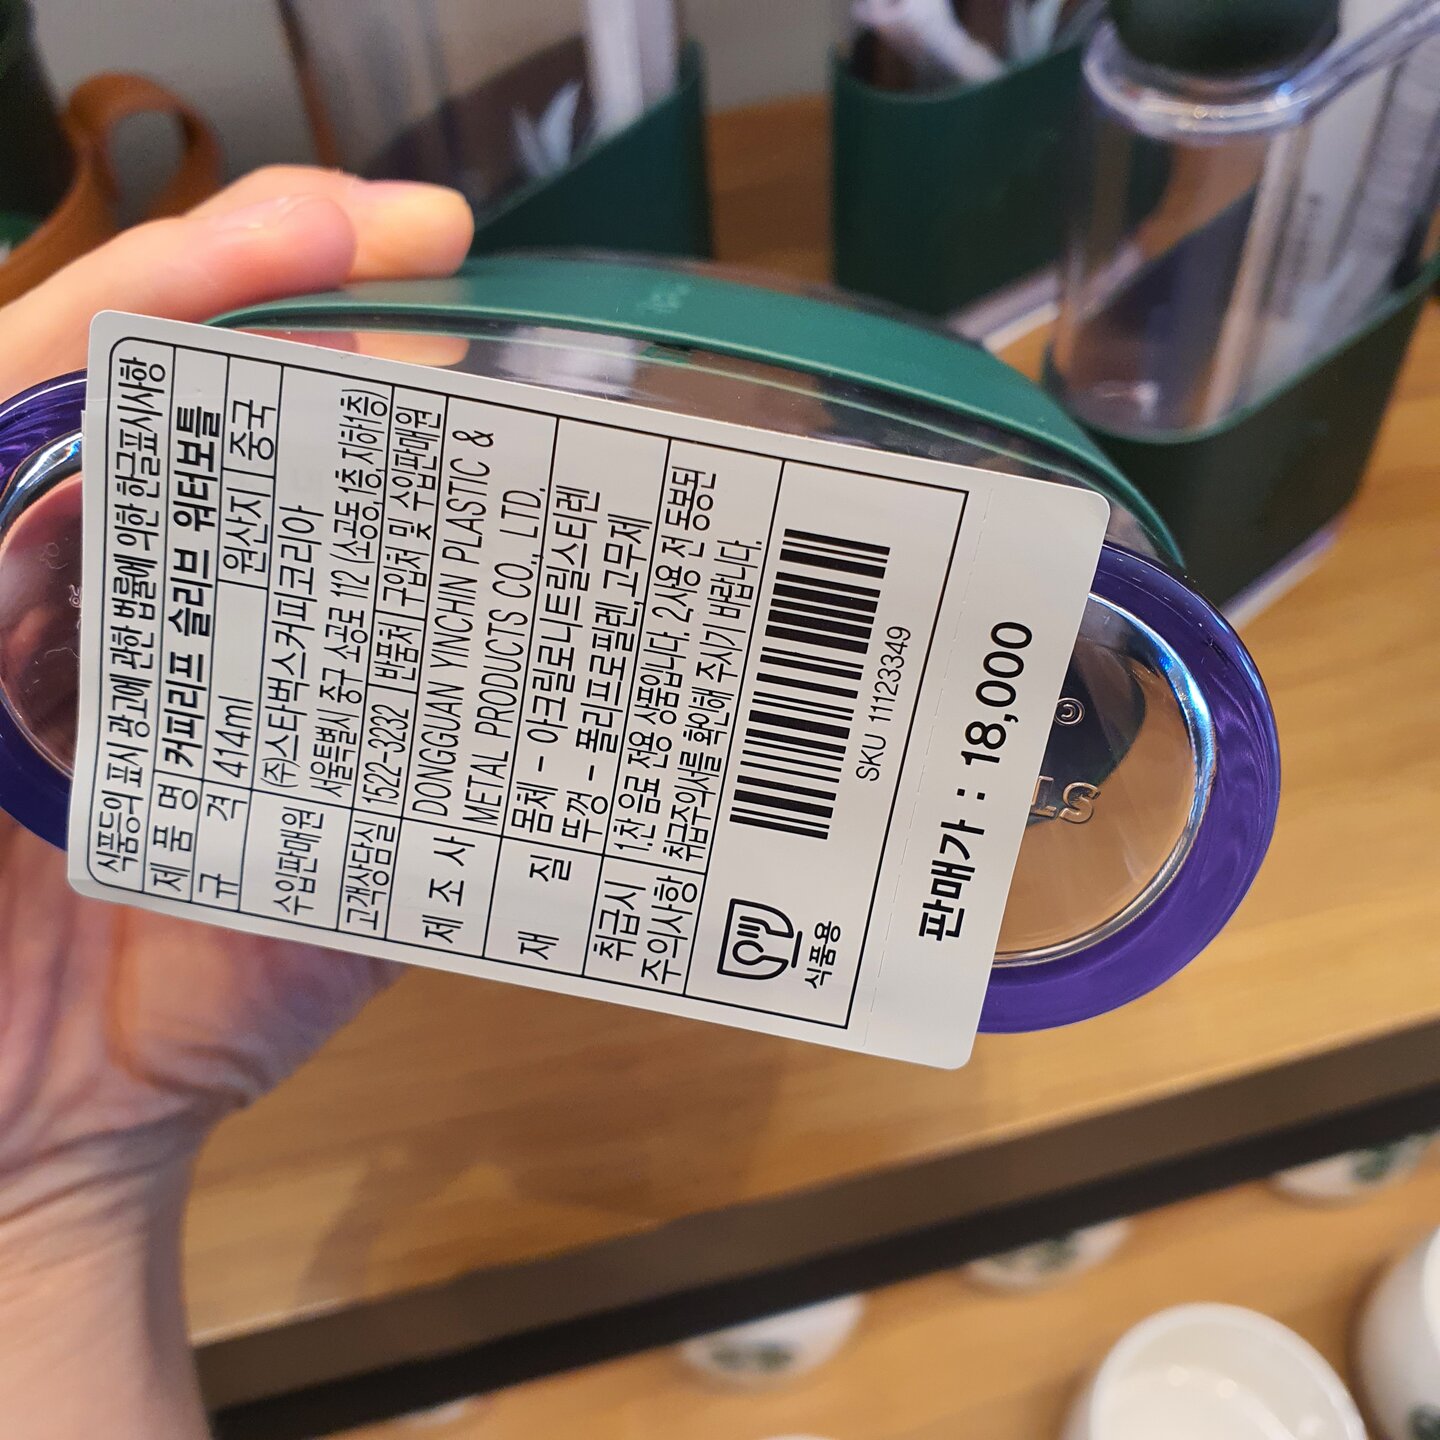 식품등의 표시 광고에 관한 법률에 의한 한글표시사항
제 품 명 커피리프 슬리브 워터보틀
규 격 414ml 원산지 중국
수입판매원 (주)스타벅스커피코리아
서울특별시 중구 소공로 112 (소공동,1층,지하1층)
고객상담실 1522-3232 반품처 구입처 및 수입판매원
제 조 사 DONGGUAN YINCHIN PLASTIC &
METAL PRODUCTS CO., LTD.
재 질 몸체 - 아크릴로니트릴스티렌
뚜껑 - 폴리프로필렌,고무제
취급시 주의사항 1.찬 음료 전용 상품입니다. 2.사용 전 동봉된
취급주의서를 확인해 주시기 바랍니다.
식품용
SKU 11123349
판매가 : 18,000